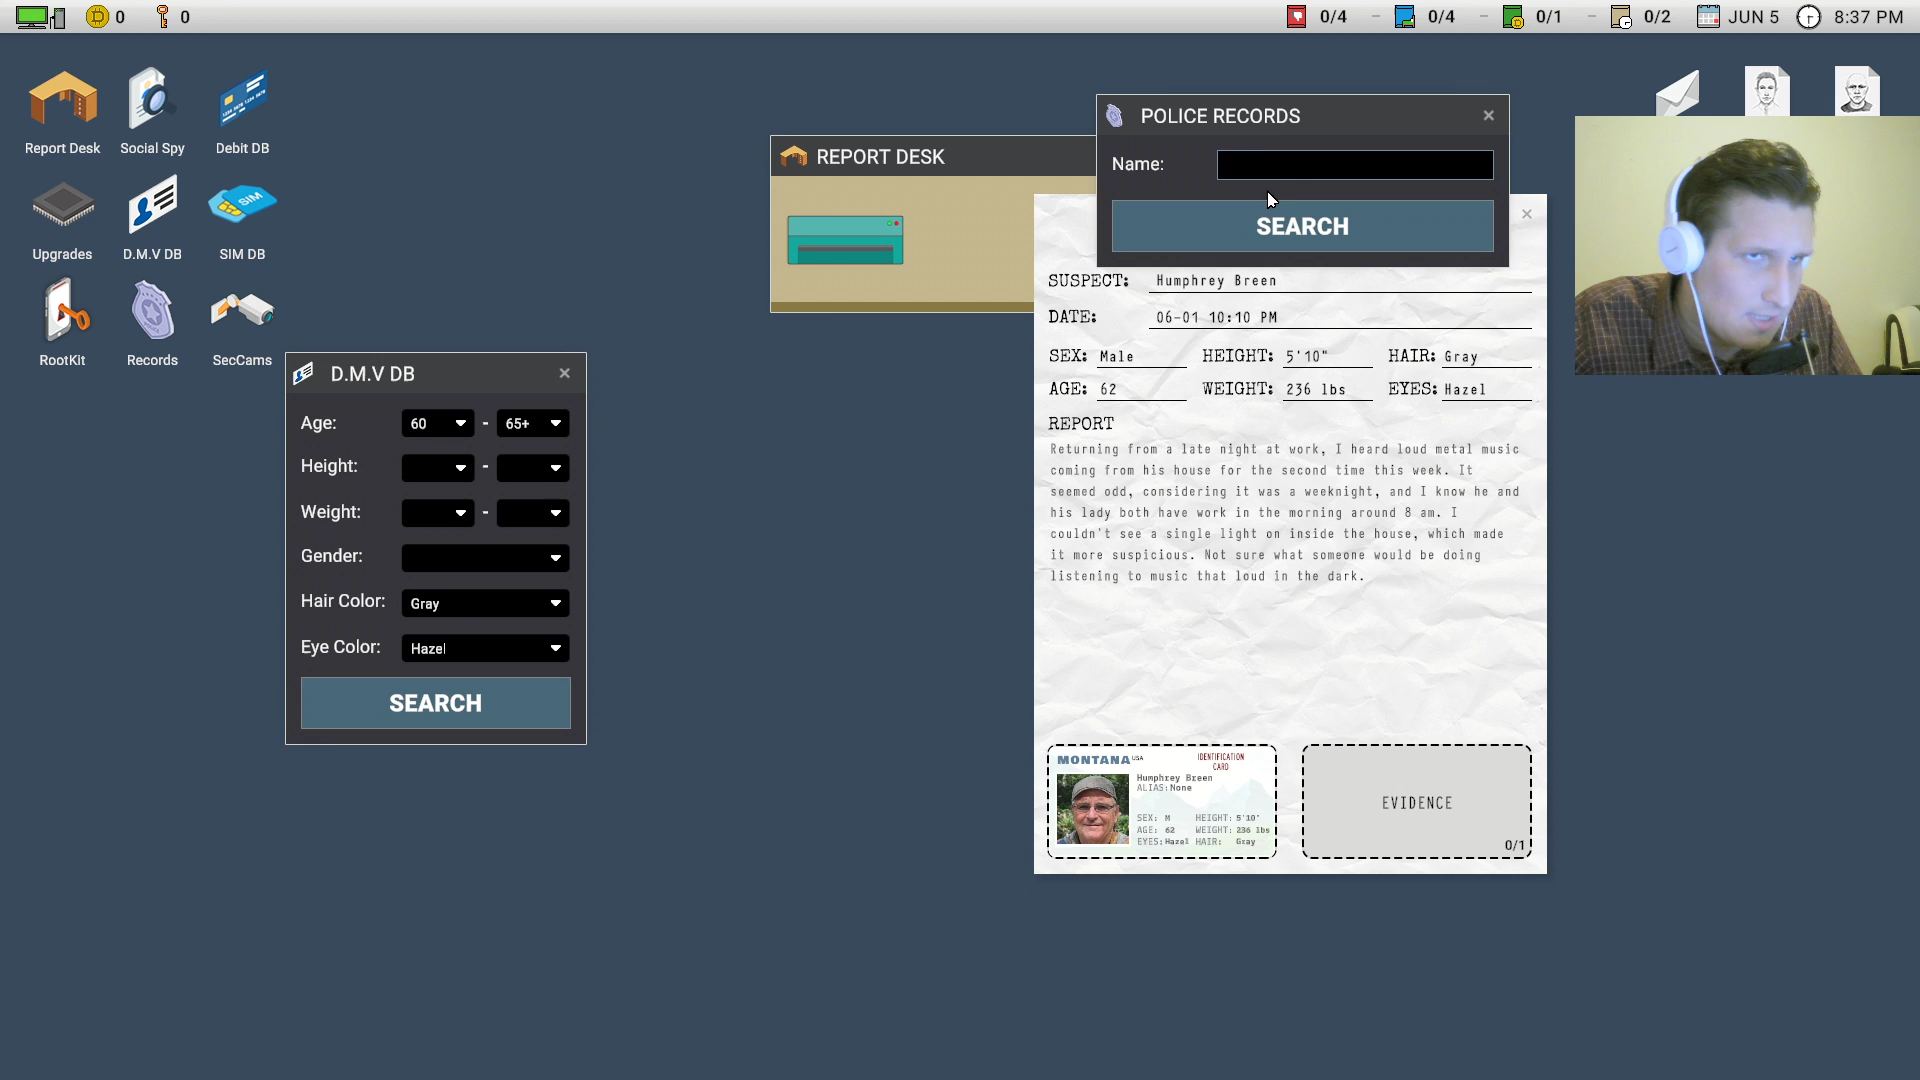 0
0
0/4
0/4
0/1
0/2
JUN 5
8:37 PM
Report Desk
Social Spy
Debit DB
Upgrades
D.M.V DB
SIM DB
RootKit
Records
SecCams
D.M.V DB
Age:
60
-
65+
Height:
-
Weight:
-
Gender:
Hair Color:
Gray
Eye Color:
Hazel
SEARCH
REPORT DESK
POLICE RECORDS
Name:
SEARCH
SUSPECT: Humphrey Breen
DATE: 06-01 10:10 PM
SEX: Male HEIGHT: 5'10" HAIR: Gray
AGE: 62 WEIGHT: 236 lbs EYES: Hazel
REPORT
Returning from a late night at work, I heard loud metal music
coming from his house for the second time this week. It
seemed odd, considering it was a weeknight, and I know he and
his lady both have work in the morning around 8 am. I
couldn't see a single light on inside the house, which made
it more suspicious. Not sure what someone would be doing
listening to music that loud in the dark.
MONTANA USA
IDENTIFICATION
CARD
Humphrey Breen
ALIAS: None
SEX: M HEIGHT: 5'10"
AGE: 62 WEIGHT: 236 lbs
EYES: Hazel HAIR: Gray
EVIDENCE
0/1